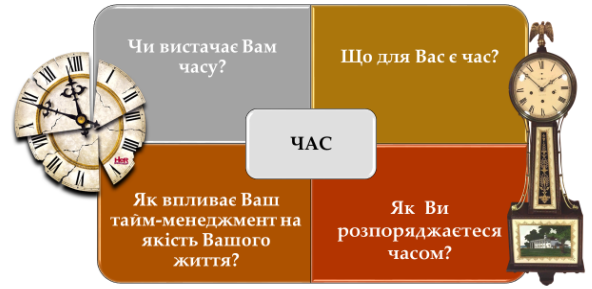 Чи вистачає Вам
часу?
Що для Вас є час?
ЧАС
Як впливає Ваш
тайм-менеджмент на
якість Вашого
життя?
Як Ви
розпоряджаєтеся
часом?